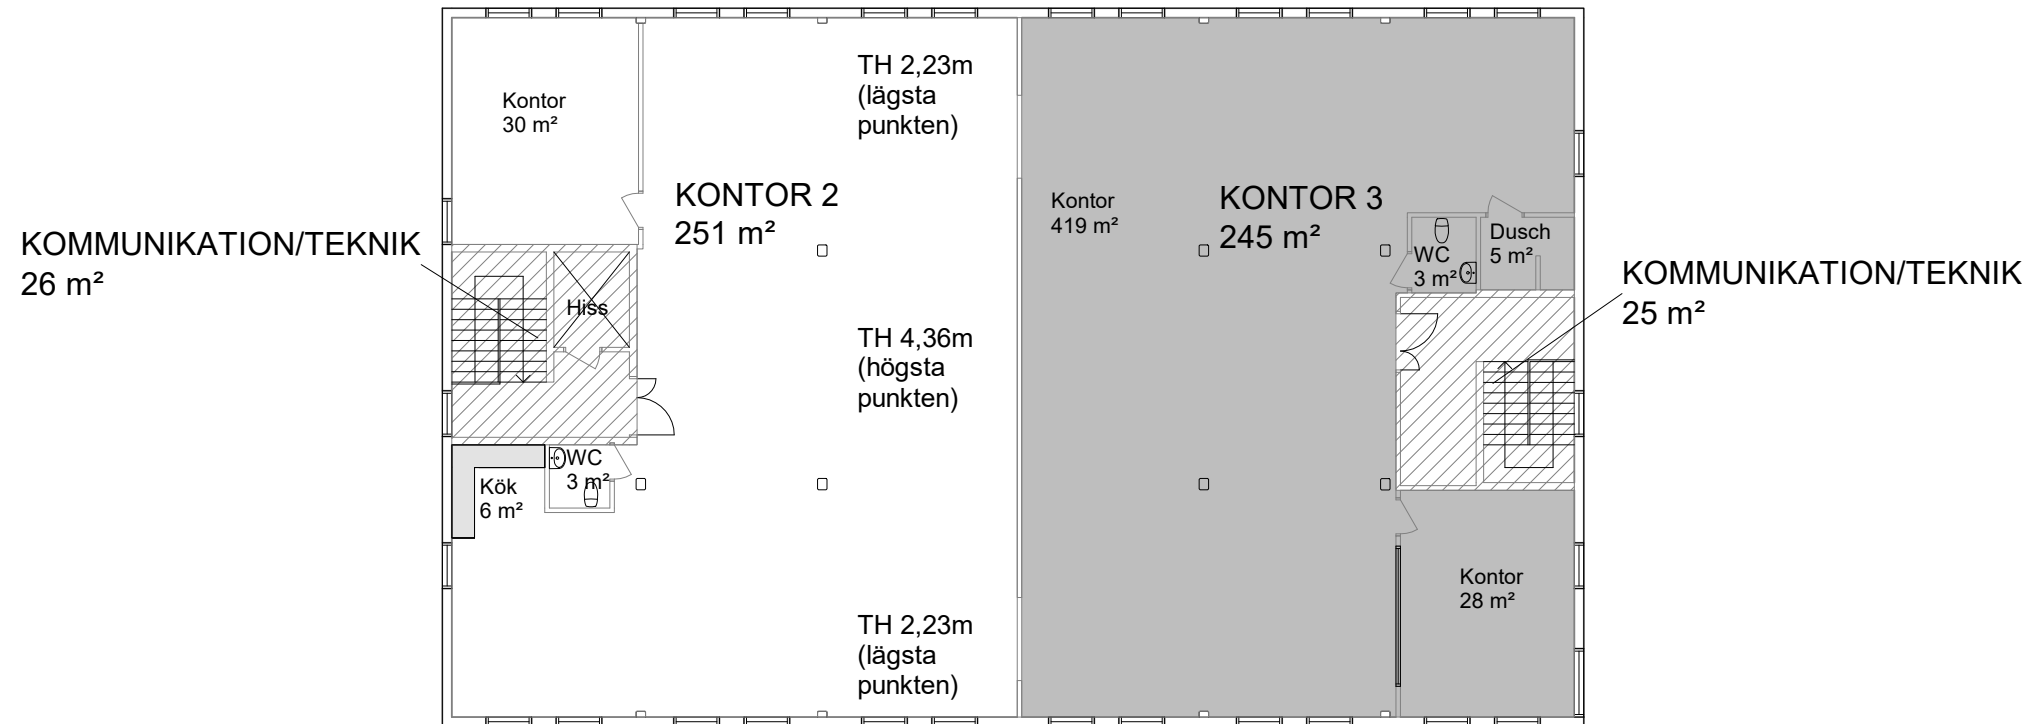 TH 2,23m
(lägsta
punkten)
Kontor
30 m²
KONTOR 2
251 m²
Kontor
419 m²
KONTOR 3
245 m²
Dusch
5 m²
WC
3 m²
KOMMUNIKATION/TEKNIK
26 m²
KOMMUNIKATION/TEKNIK
25 m²
Hiss
TH 4,36m
(högsta
punkten)
WC
3 m²
Kök
6 m²
Kontor
28 m²
TH 2,23m
(lägsta
punkten)